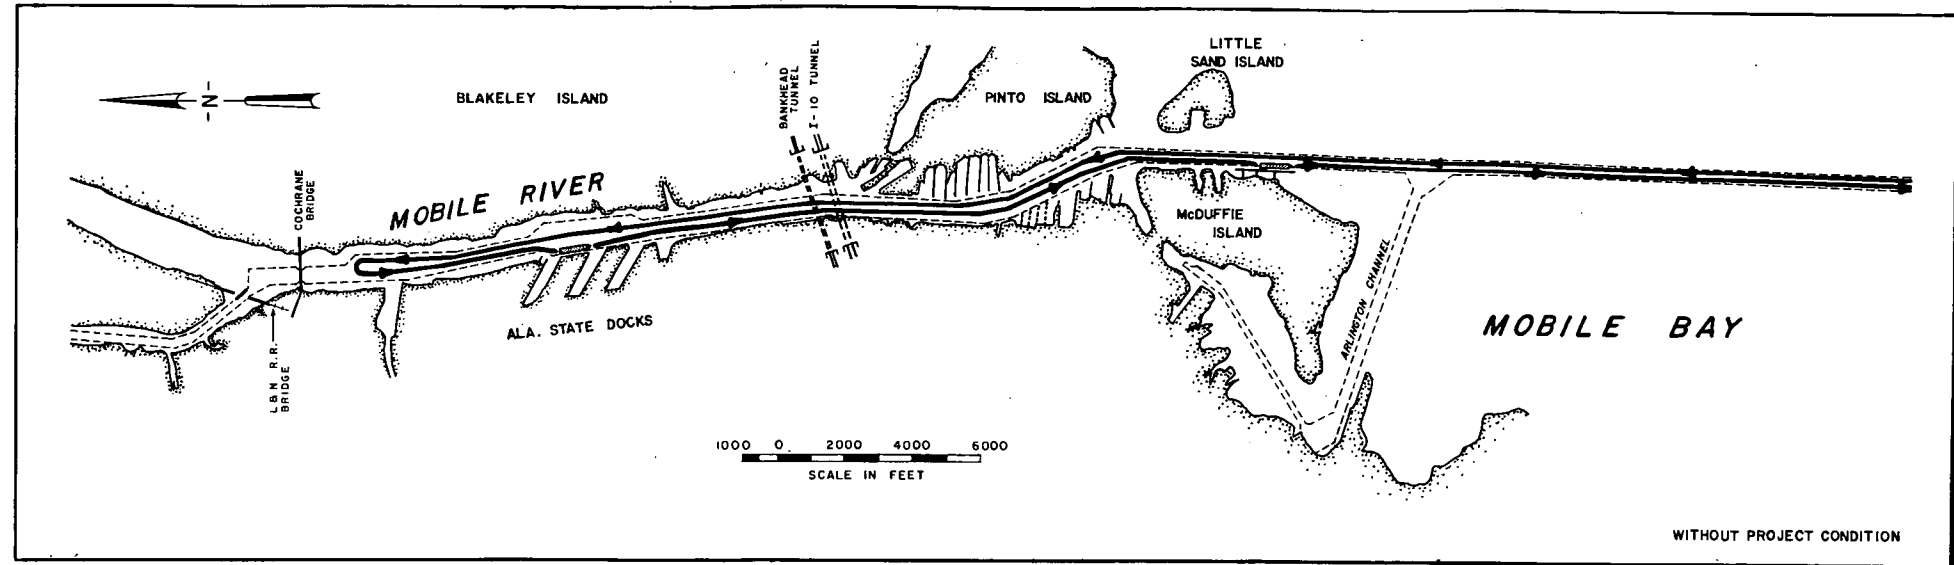 LITTLE
SAND ISLAND
-N-
BLAKELEY ISLAND
BANKHEAD
TUNNEL
I-10 TUNNEL
PINTO ISLAND
COCHRANE
BRIDGE
MOBILE RIVER
McDUFFIE
ISLAND
ARLINGTON CHANNEL
ALA. STATE DOCKS
MOBILE BAY
L&N R.R.
BRIDGE
1000 0 2000 4000 6000
SCALE IN FEET
WITHOUT PROJECT CONDITION